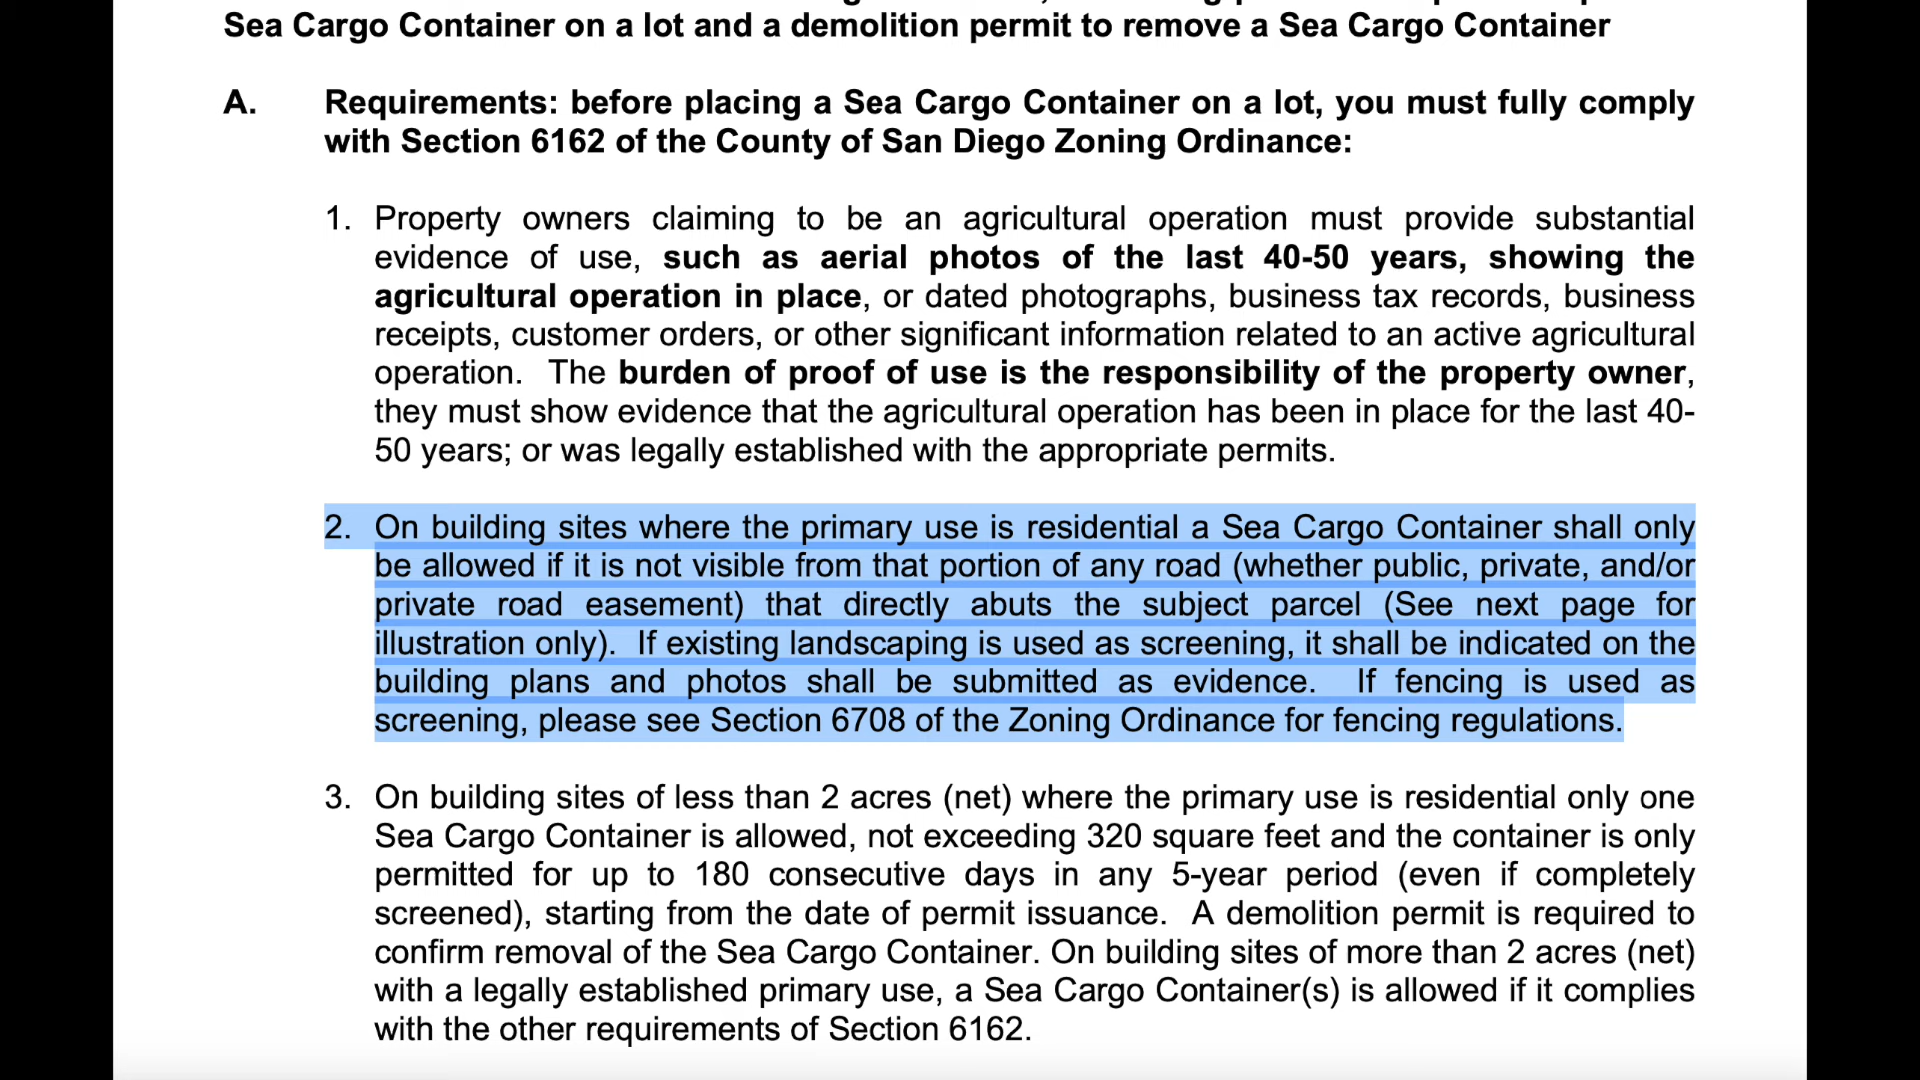 Sea Cargo Container on a lot and a demolition permit to remove a Sea Cargo Container
A. Requirements: before placing a Sea Cargo Container on a lot, you must fully comply
with Section 6162 of the County of San Diego Zoning Ordinance:
1. Property owners claiming to be an agricultural operation must provide substantial
evidence of use, such as aerial photos of the last 40-50 years, showing the
agricultural operation in place, or dated photographs, business tax records, business
receipts, customer orders, or other significant information related to an active agricultural
operation. The burden of proof of use is the responsibility of the property owner,
they must show evidence that the agricultural operation has been in place for the last 40-
50 years; or was legally established with the appropriate permits.
2. On building sites where the primary use is residential a Sea Cargo Container shall only
be allowed if it is not visible from that portion of any road (whether public, private, and/or
private road easement) that directly abuts the subject parcel (See next page for
illustration only). If existing landscaping is used as screening, it shall be indicated on the
building plans and photos shall be submitted as evidence. If fencing is used as
screening, please see Section 6708 of the Zoning Ordinance for fencing regulations.
3. On building sites of less than 2 acres (net) where the primary use is residential only one
Sea Cargo Container is allowed, not exceeding 320 square feet and the container is only
permitted for up to 180 consecutive days in any 5-year period (even if completely
screened), starting from the date of permit issuance. A demolition permit is required to
confirm removal of the Sea Cargo Container. On building sites of more than 2 acres (net)
with a legally established primary use, a Sea Cargo Container(s) is allowed if it complies
with the other requirements of Section 6162.